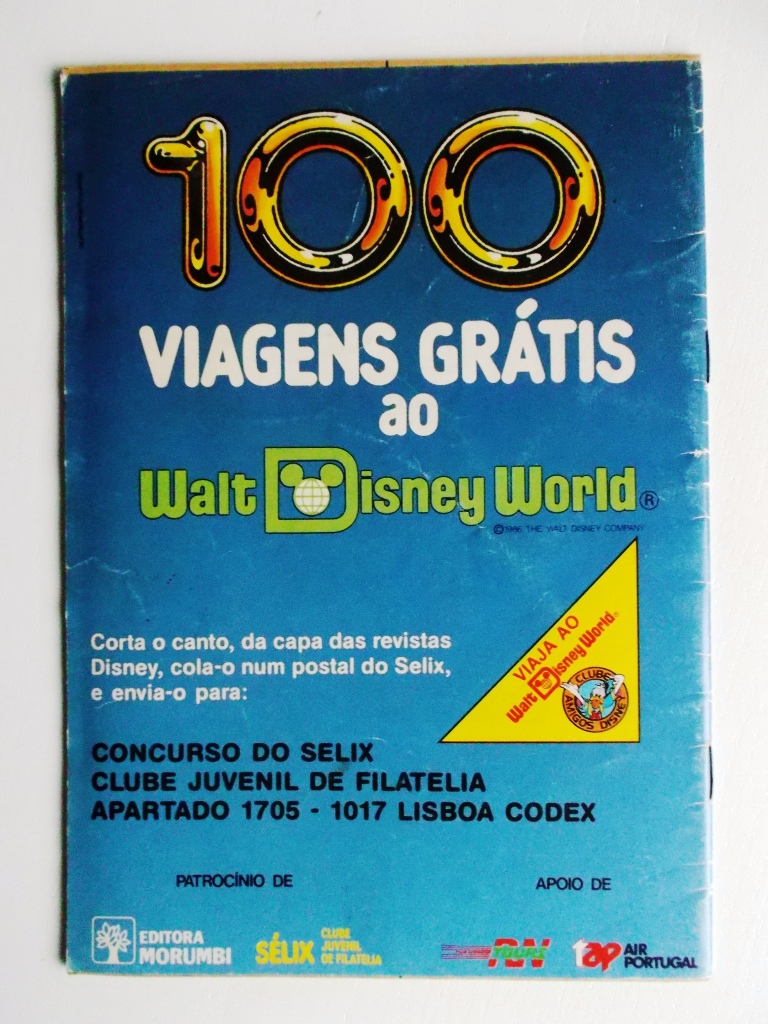 100
VIAGENS GRÁTIS
ao
Walt Disney World®
©1986 THE WALT DISNEY COMPANY
VIAJA AO
Walt Disney World®
CLUBE
AMIGOS DISNEY
Corta o canto, da capa das revistas
Disney, cola-o num postal do Selix,
e envia-o para:
CONCURSO DO SELIX
CLUBE JUVENIL DE FILATELIA
APARTADO 1705 - 1017 LISBOA CODEX
PATROCÍNIO DE
APOIO DE
EDITORA
MORUMBI
SÉLIX
CLUBE
JUVENIL
DE FILATELIA
RN
TOURS
tap AIR
PORTUGAL